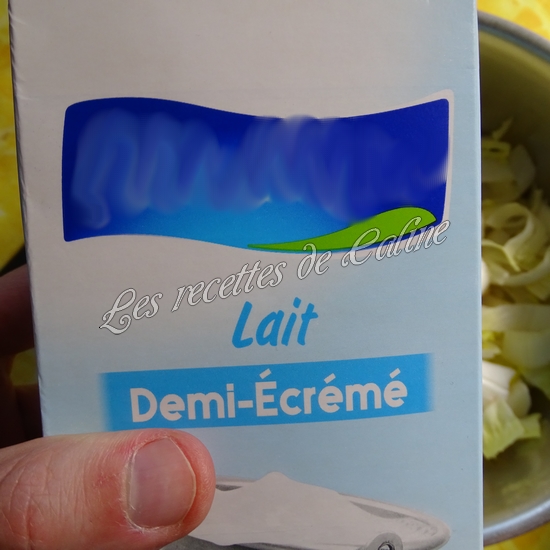 Les recettes de Caline
Lait
Demi-Écrémé